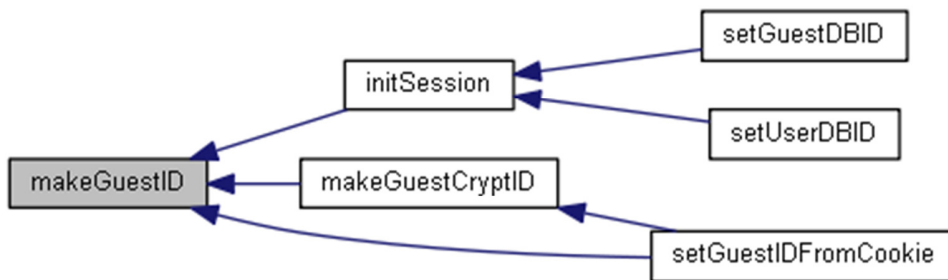 setGuestDBID
initSession
setUserDBID
makeGuestID
makeGuestCryptID
setGuestIDFromCookie